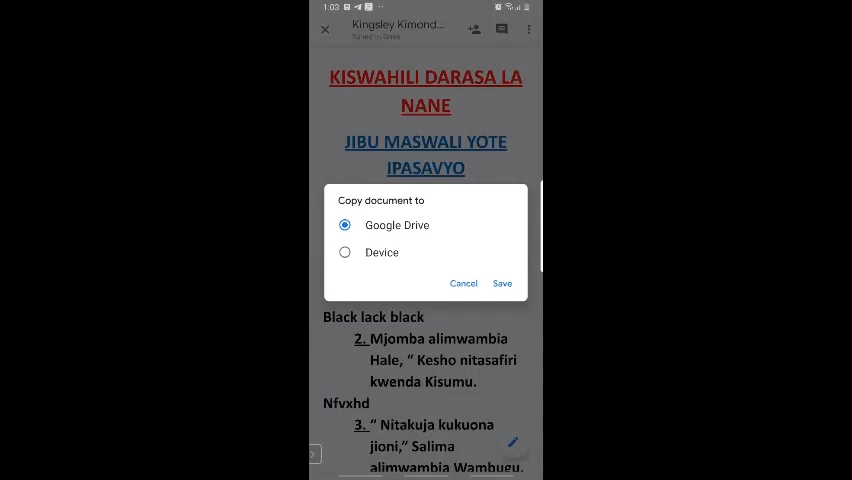 1:03
Kingsley Kimond...
Saved in Drive
KISWAHILI DARASA LA
NANE
JIBU MASWALI YOTE
IPASAVYO
Copy document to
Google Drive
Device
Cancel
Save
Black lack black
2. Mjomba alimwambia
Hale, “ Kesho nitasafiri
kwenda Kisumu.
Nfvxhd
3. “ Nitakuja kukuona
jioni,” Salima
alimwambia Wambugu.